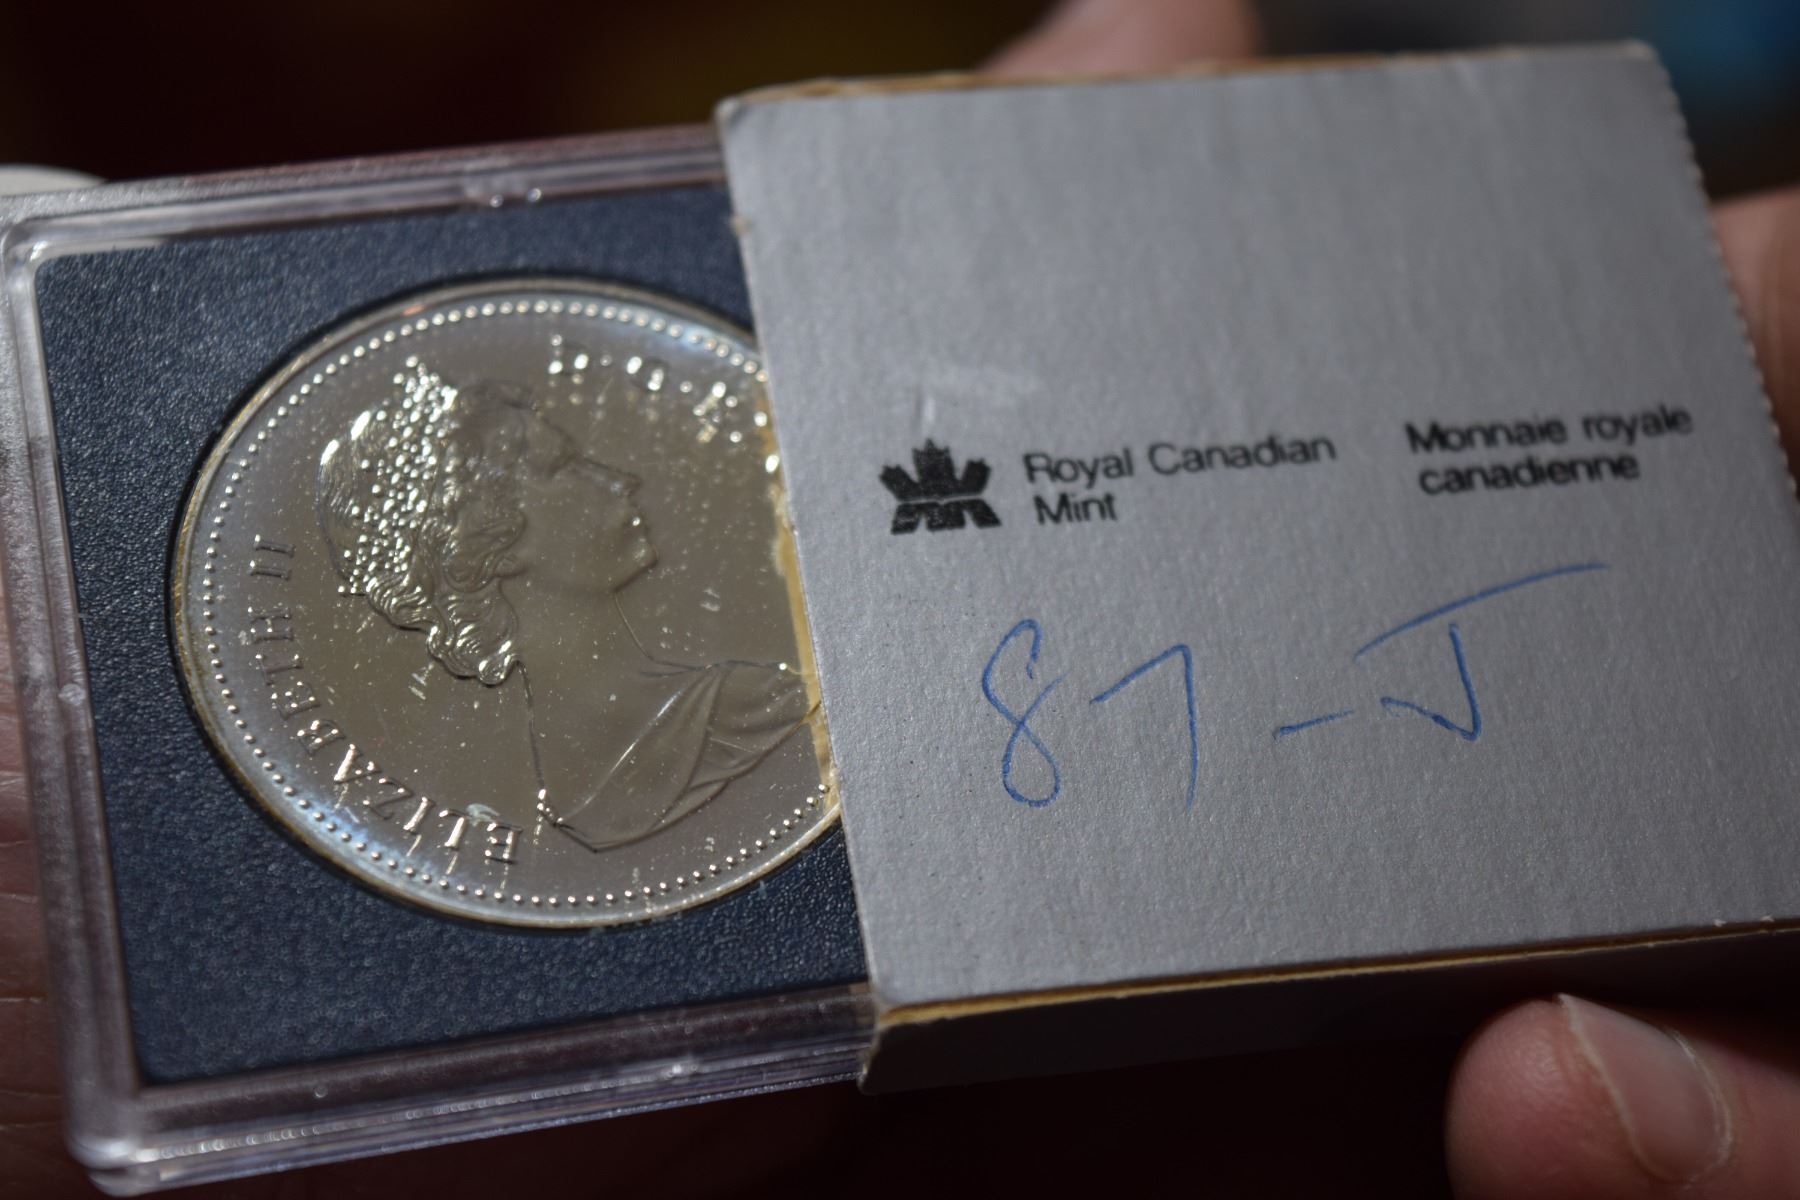 ELIZABETH II D·G·
Royal Canadian
Mint
Monnaie royale
canadienne
87-J